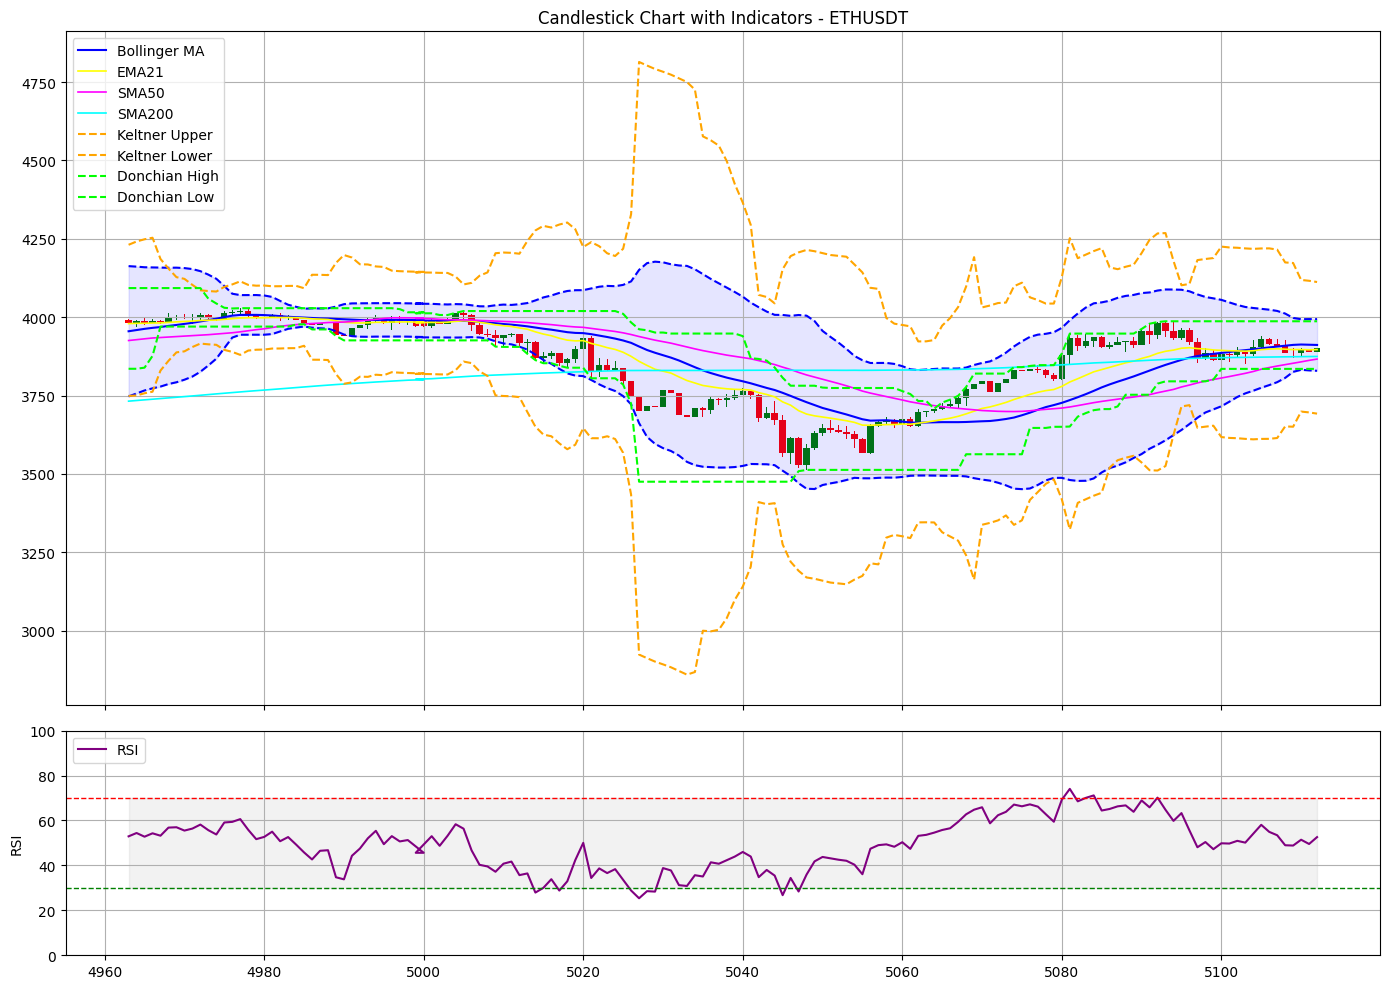 Candlestick Chart with Indicators - ETHUSDT
Bollinger MA
EMA21
SMA50
SMA200
Keltner Upper
Keltner Lower
Donchian High
Donchian Low
4750
4500
4250
4000
3750
3500
3250
3000
RSI
100
80
60
40
20
0
RSI
4960 4980 5000 5020 5040 5060 5080 5100